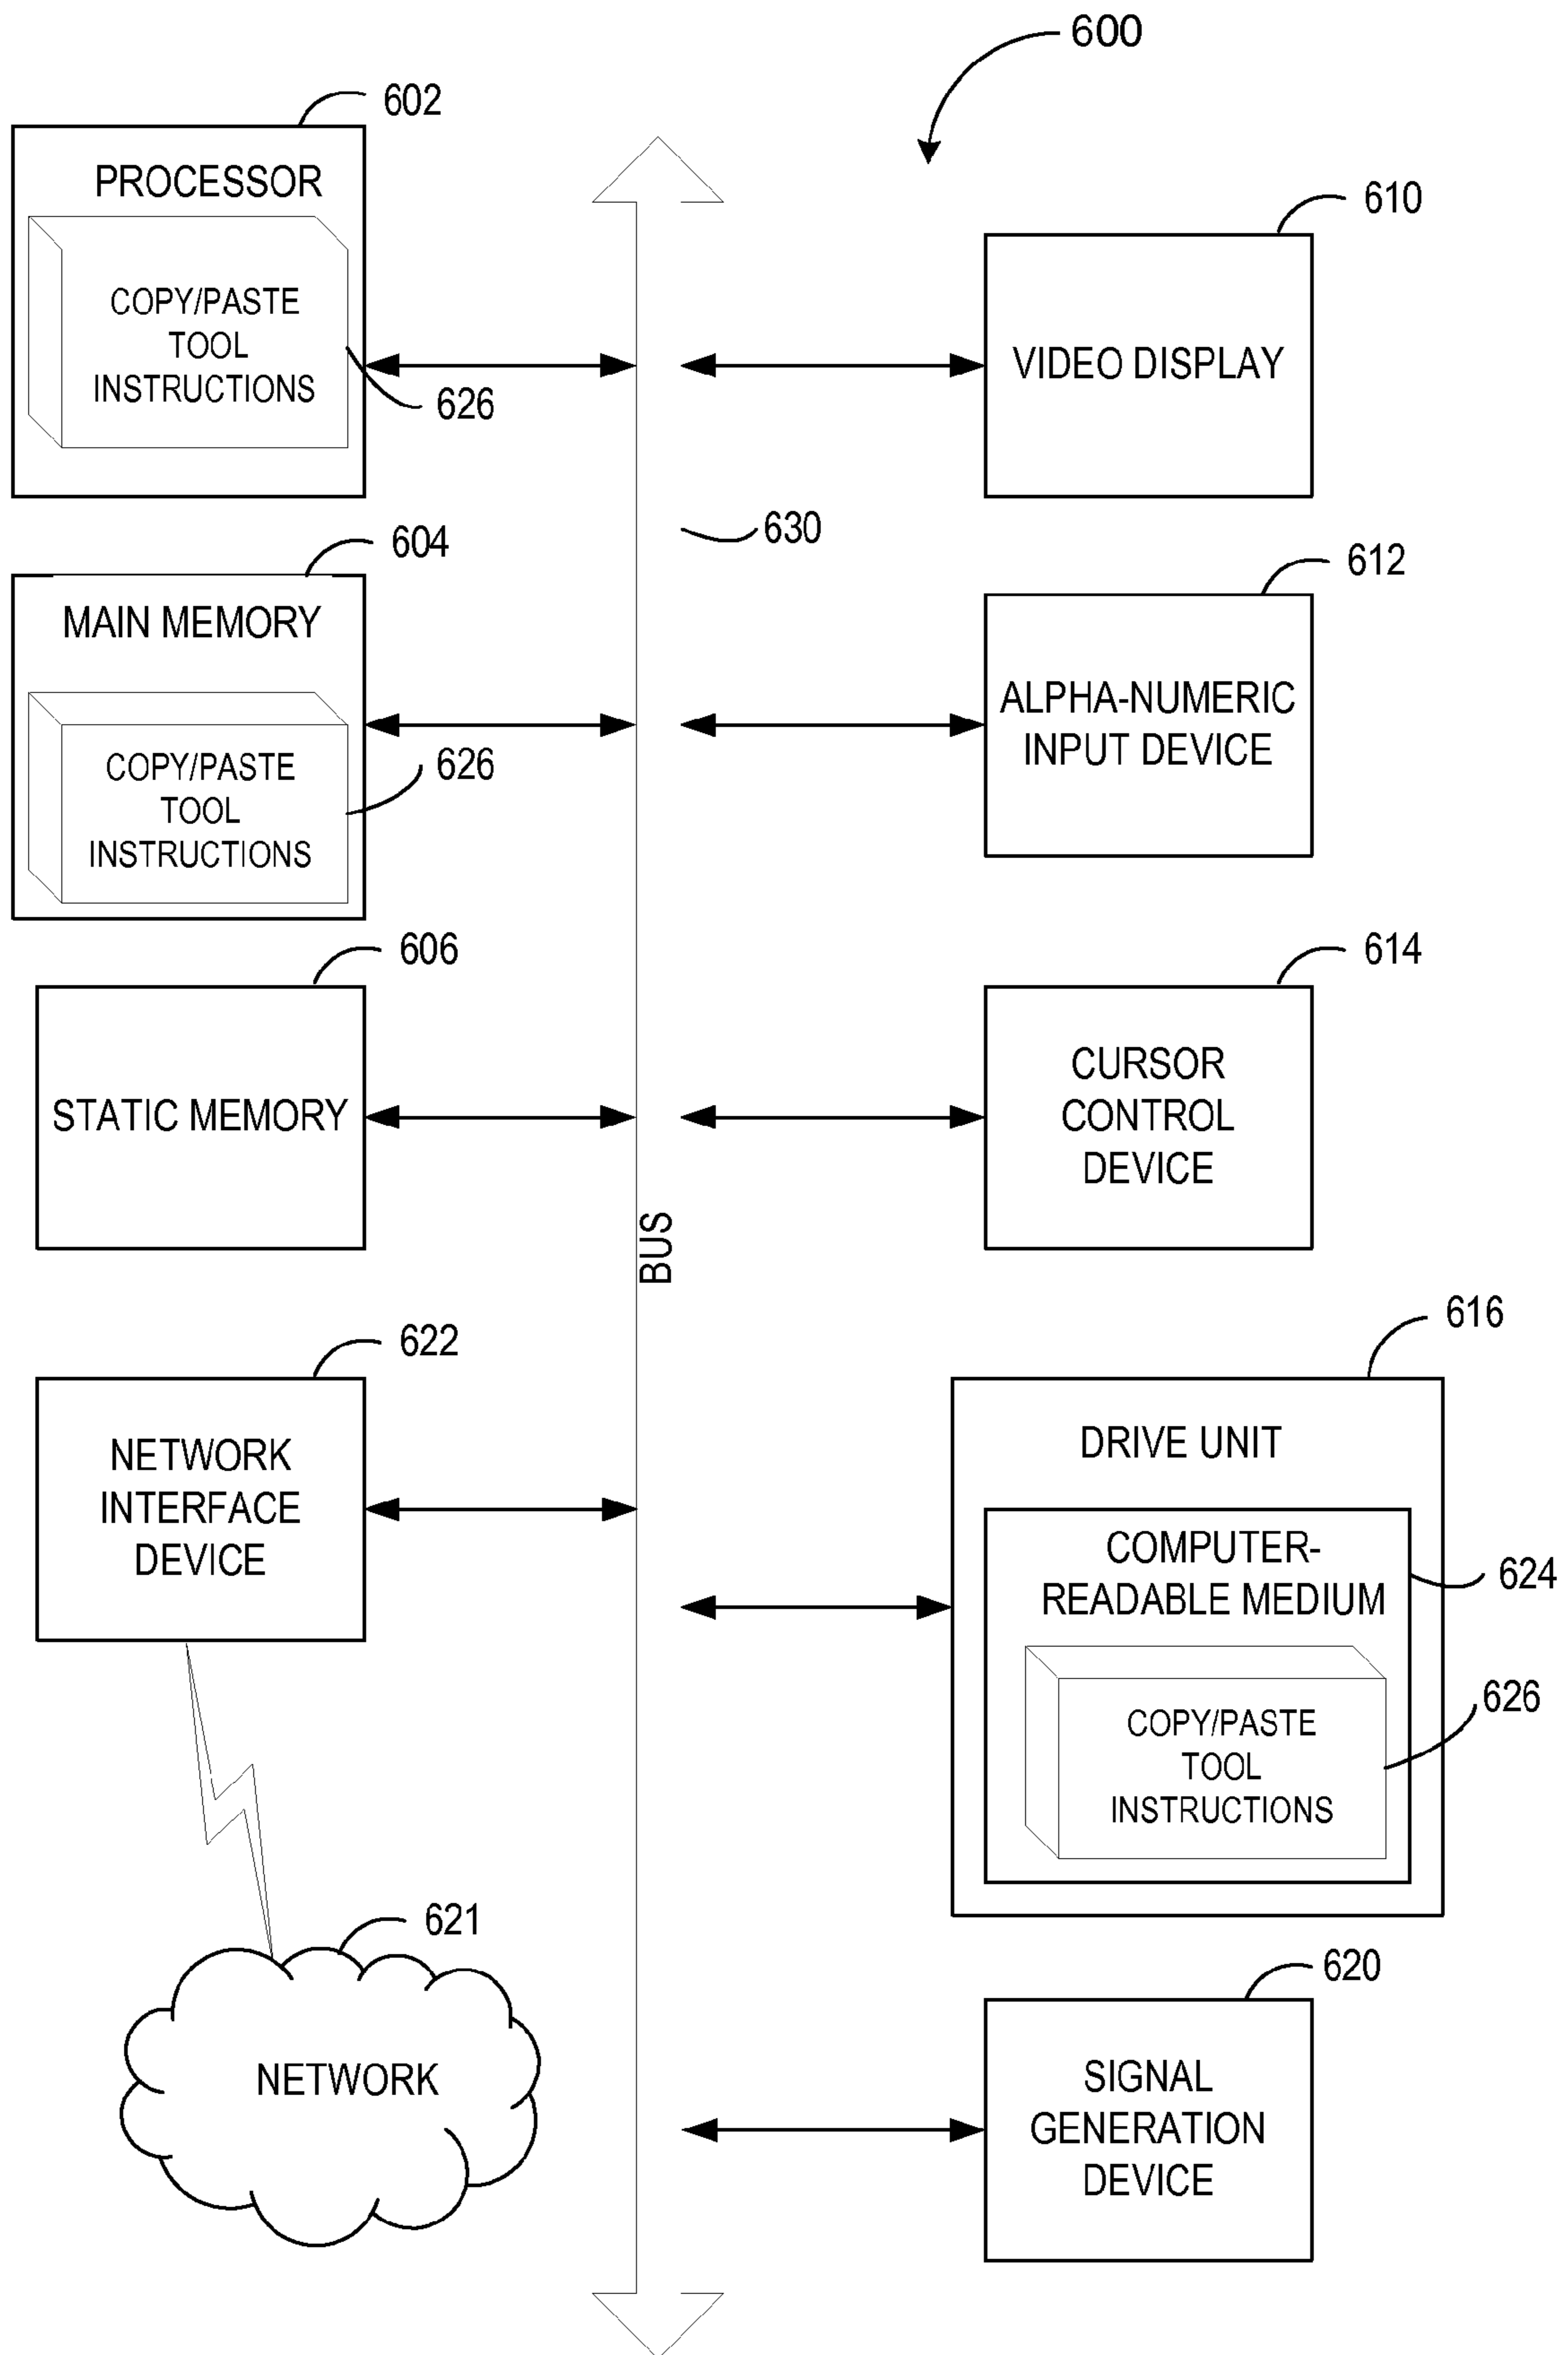 600
602
PROCESSOR
COPY/PASTE
TOOL
INSTRUCTIONS
626
604
MAIN MEMORY
COPY/PASTE
TOOL
INSTRUCTIONS
626
606
STATIC MEMORY
622
NETWORK
INTERFACE
DEVICE
621
NETWORK
BUS
630
610
VIDEO DISPLAY
612
ALPHA-NUMERIC
INPUT DEVICE
614
CURSOR
CONTROL
DEVICE
616
DRIVE UNIT
COMPUTER-
READABLE MEDIUM
624
COPY/PASTE
TOOL
INSTRUCTIONS
626
620
SIGNAL
GENERATION
DEVICE